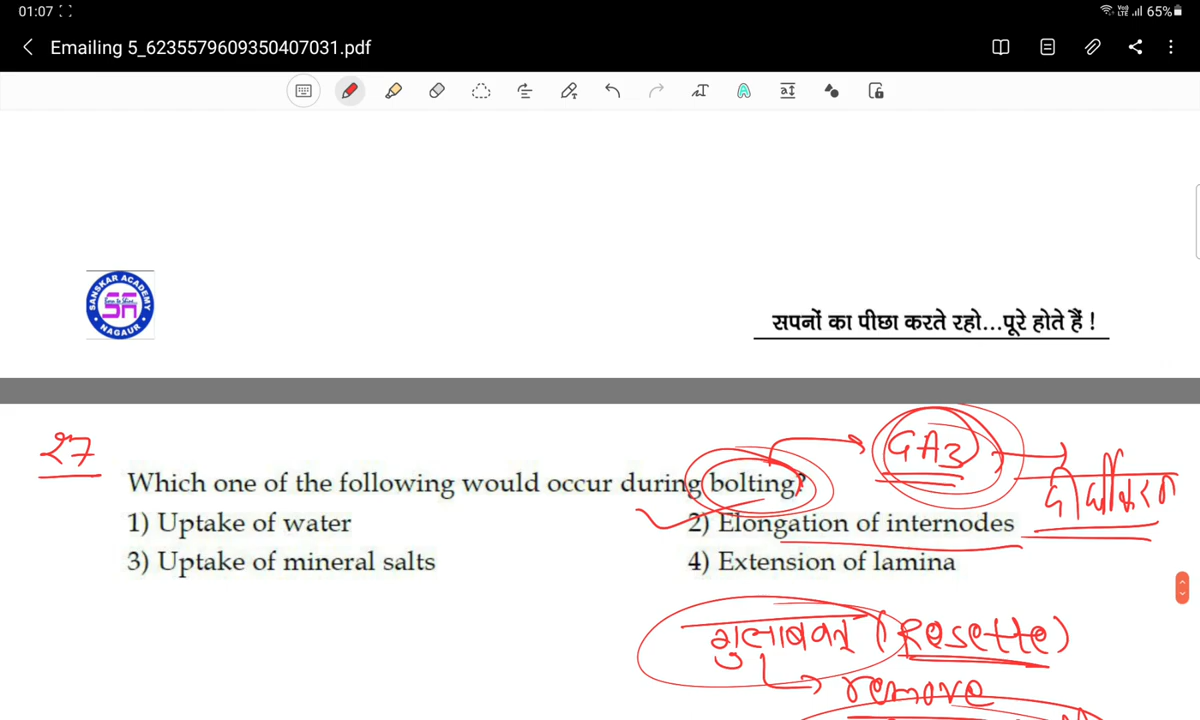 01:07 65%
Emailing 5_6235579609350407031.pdf
SANSKAR ACADEMY
SA
NAGAUR
सपनों का पीछा करते रहो...पूरे होते हैं !
२७
GA3
दीर्घीकरण
Which one of the following would occur during bolting?
1) Uptake of water 2) Elongation of internodes
3) Uptake of mineral salts 4) Extension of lamina
गुलाबवत् (Rosette)
remove